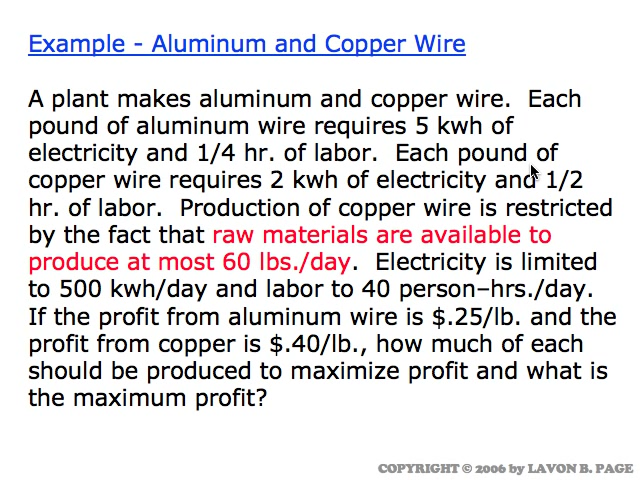 Example - Aluminum and Copper Wire
A plant makes aluminum and copper wire.  Each
pound of aluminum wire requires 5 kwh of
electricity and 1/4 hr. of labor.  Each pound of
copper wire requires 2 kwh of electricity and 1/2
hr. of labor.  Production of copper wire is restricted
by the fact that raw materials are available to
produce at most 60 lbs./day.  Electricity is limited
to 500 kwh/day and labor to 40 person–hrs./day.
If the profit from aluminum wire is $.25/lb. and the
profit from copper is $.40/lb., how much of each
should be produced to maximize profit and what is
the maximum profit?
COPYRIGHT © 2006 by LAVON B. PAGE